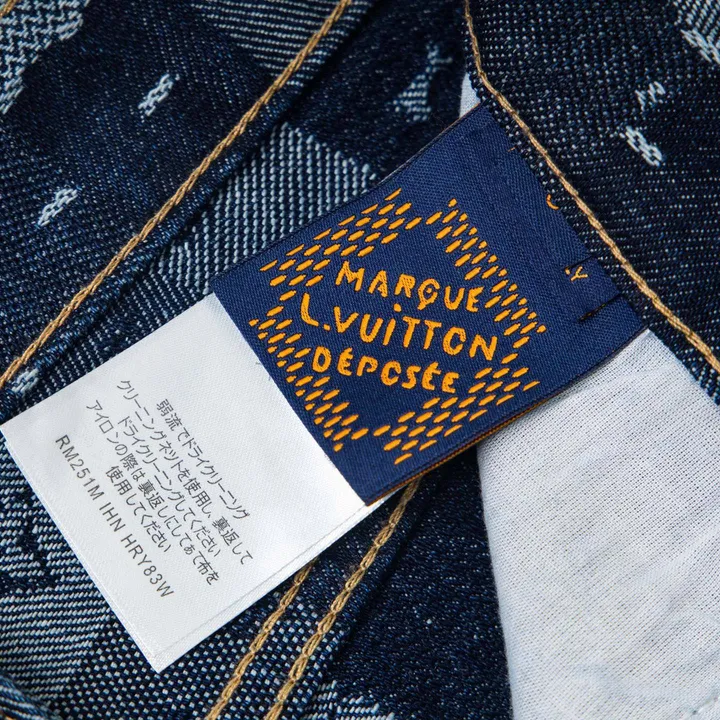 MARQUE
L.VUITTON
DÉPOSÉE
Y
弱流でドライクリーニング
クリーニングネットを使用し、裏返して
ドライクリーニングしてください
アイロンの際は裏返しにしてあて布を
使用してください
RM251M IHN HRY83W